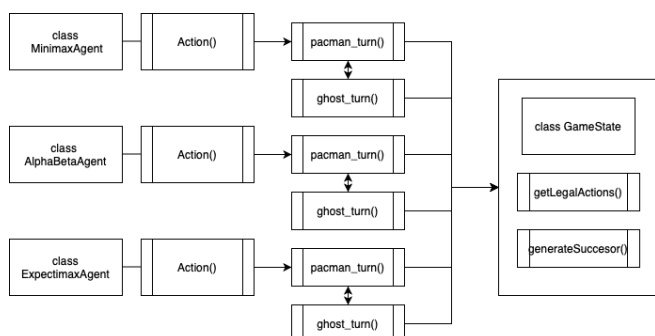 class
MinimaxAgent
Action()
pacman_turn()
ghost_turn()
class
AlphaBetaAgent
Action()
pacman_turn()
ghost_turn()
class
ExpectimaxAgent
Action()
pacman_turn()
ghost_turn()
class GameState
getLegalActions()
generateSuccesor()